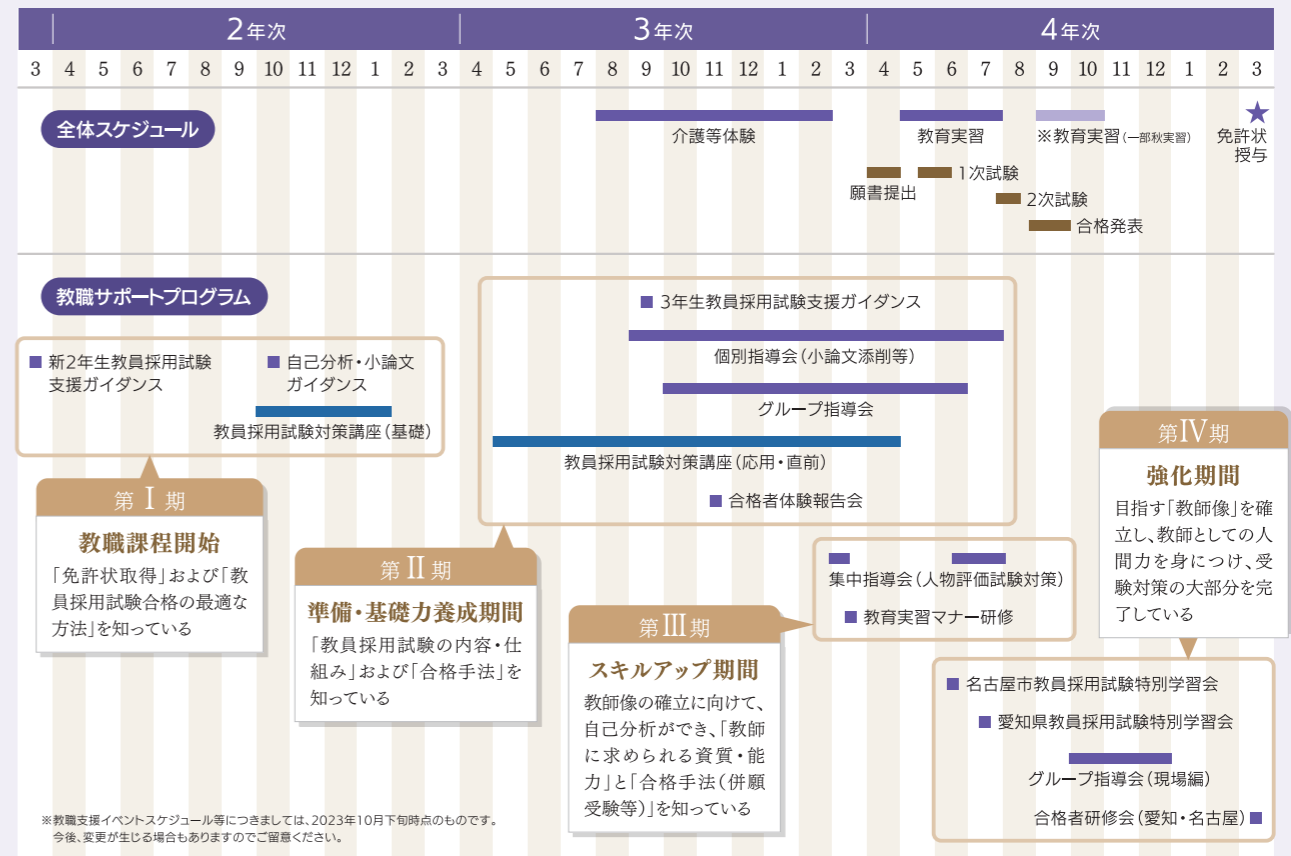 2年次 3年次 4年次
3 4 5 6 7 8 9 10 11 12 1 2 3 4 5 6 7 8 9 10 11 12 1 2 3 4 5 6 7 8 9 10 11 12 1 2 3
全体スケジュール
介護等体験
教育実習
※教育実習(一部秋実習)
免許状
授与
願書提出
1次試験
2次試験
合格発表
教職サポートプログラム
新2年生教員採用試験
支援ガイダンス
自己分析・小論文
ガイダンス
教員採用試験対策講座(基礎)
第Ⅰ期
教職課程開始
「免許状取得」および「教
員採用試験合格の最適な
方法」を知っている
3年生教員採用試験支援ガイダンス
個別指導会(小論文添削等)
グループ指導会
教員採用試験対策講座(応用・直前)
合格者体験報告会
第Ⅱ期
準備・基礎力養成期間
「教員採用試験の内容・仕
組み」および「合格手法」を
知っている
集中指導会(人物評価試験対策)
教育実習マナー研修
第Ⅲ期
スキルアップ期間
教師像の確立に向けて、
自己分析ができ、「教師
に求められる資質・能
力」と「合格手法(併願
受験等)」を知っている
第Ⅳ期
強化期間
目指す「教師像」を確
立し、教師としての人
間力を身につけ、受
験対策の大部分を完
了している
名古屋市教員採用試験特別学習会
愛知県教員採用試験特別学習会
グループ指導会(現場編)
合格者研修会(愛知・名古屋)
※教職支援イベントスケジュール等につきましては、2023年10月下旬時点のものです。
今後、変更が生じる場合もありますのでご留意ください。